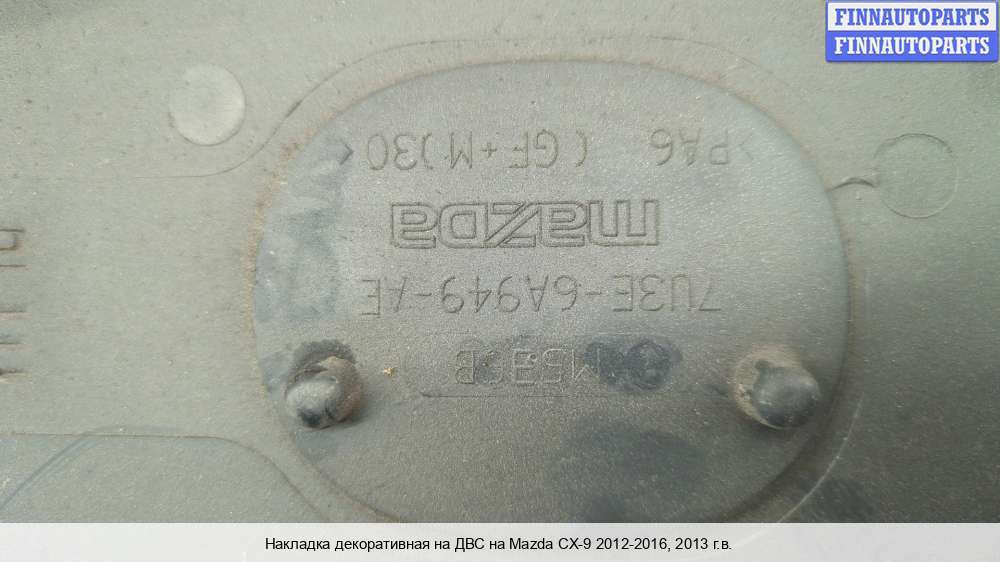 FINNAUTOPARTS
FINNAUTOPARTS
>PA6 (GF+M)30<
mazda
7U3E-6A949-AE
Накладка декоративная на ДВС на Mazda CX-9 2012-2016, 2013 г.в.